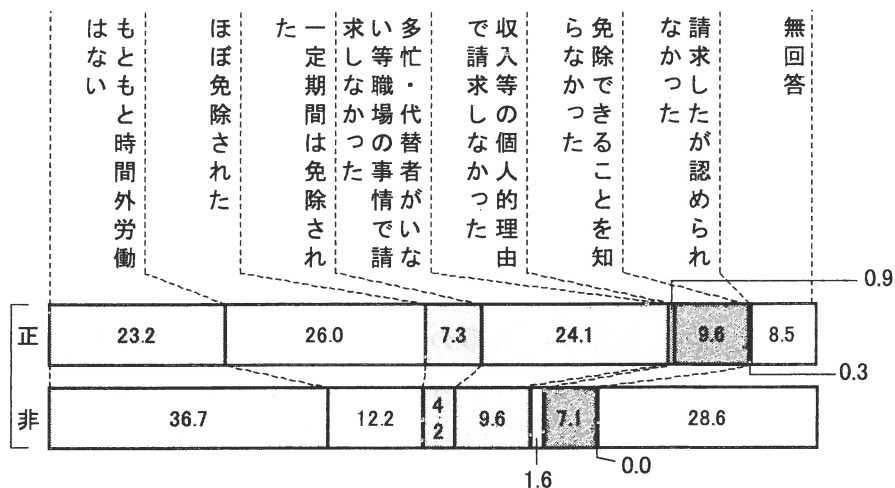 無回答
請求したが認められ
なかった
免除できることを知
らなかった
収入等の個人的理由
で請求しなかった
多忙・代替者がいな
い等職場の事情で請
求しなかった
一定期間は免除され
た
ほぼ免除された
もともと時間外労働
はない
0.9
正 23.2 26.0 7.3 24.1 9.6 8.5
0.3
非 36.7 12.2 4 2 9.6 7.1 28.6
0.0
1.6